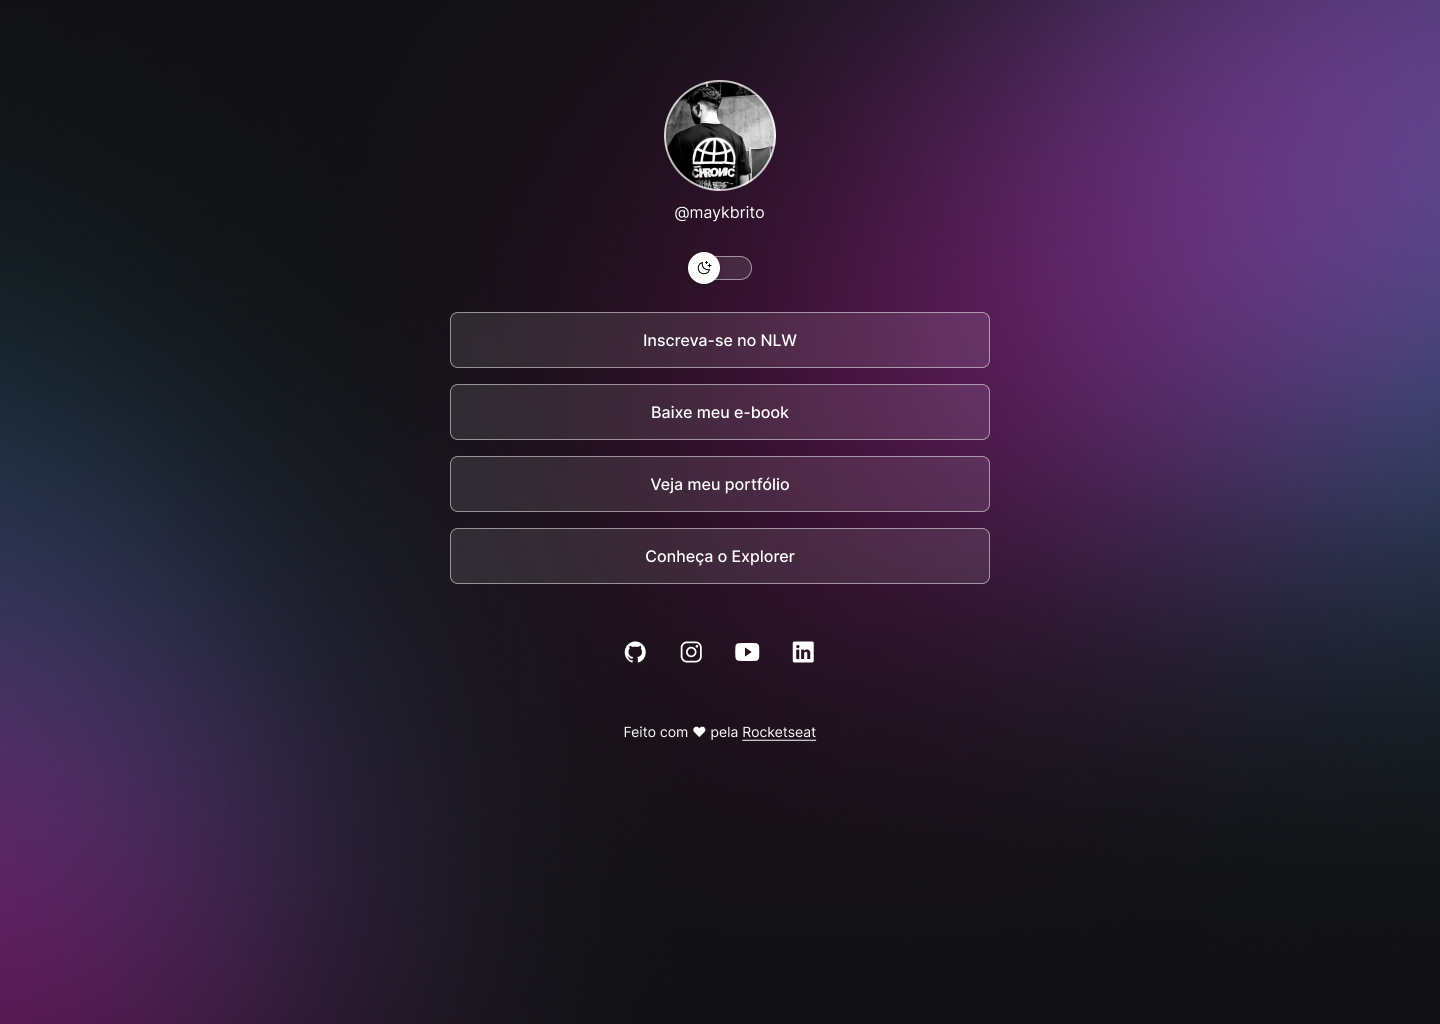 CHRONIC
@maykbrito
Inscreva-se no NLW
Baixe meu e-book
Veja meu portfólio
Conheça o Explorer
Feito com ♥ pela Rocketseat